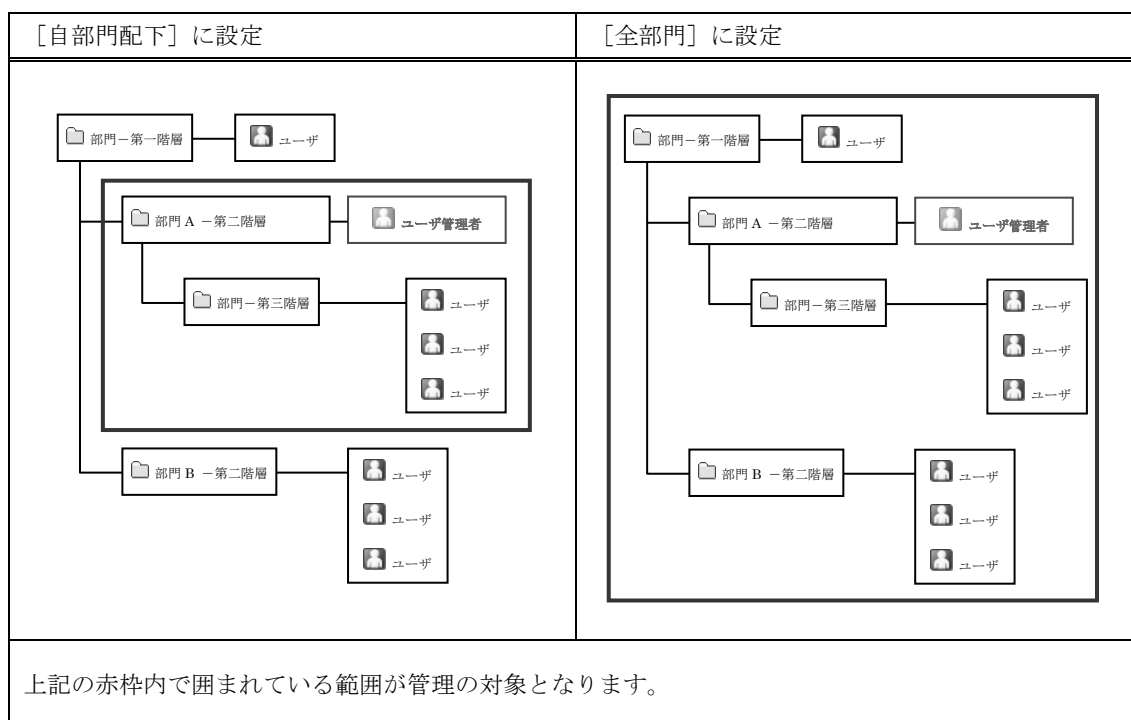 ［自部門配下］に設定
［全部門］に設定
部門－第一階層
ユーザ
部門 A －第二階層
ユーザ管理者
部門－第三階層
ユーザ
ユーザ
ユーザ
部門 B －第二階層
ユーザ
ユーザ
ユーザ
部門－第一階層
ユーザ
部門 A －第二階層
ユーザ管理者
部門－第三階層
ユーザ
ユーザ
ユーザ
部門 B －第二階層
ユーザ
ユーザ
ユーザ
上記の赤枠内で囲まれている範囲が管理の対象となります。